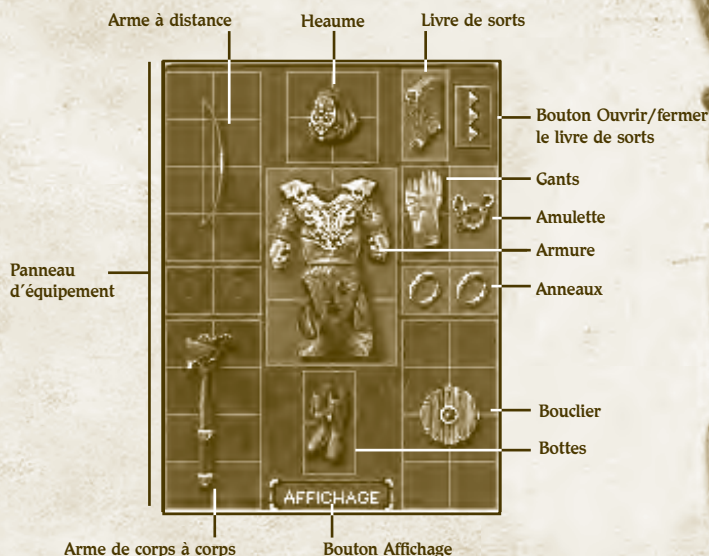 Arme à distance
Heaume
Livre de sorts
Bouton Ouvrir/fermer
le livre de sorts
Gants
Amulette
Armure
Panneau
d´équipement
Anneaux
Bouclier
Bottes
AFFICHAGE
Arme de corps à corps
Bouton Affichage